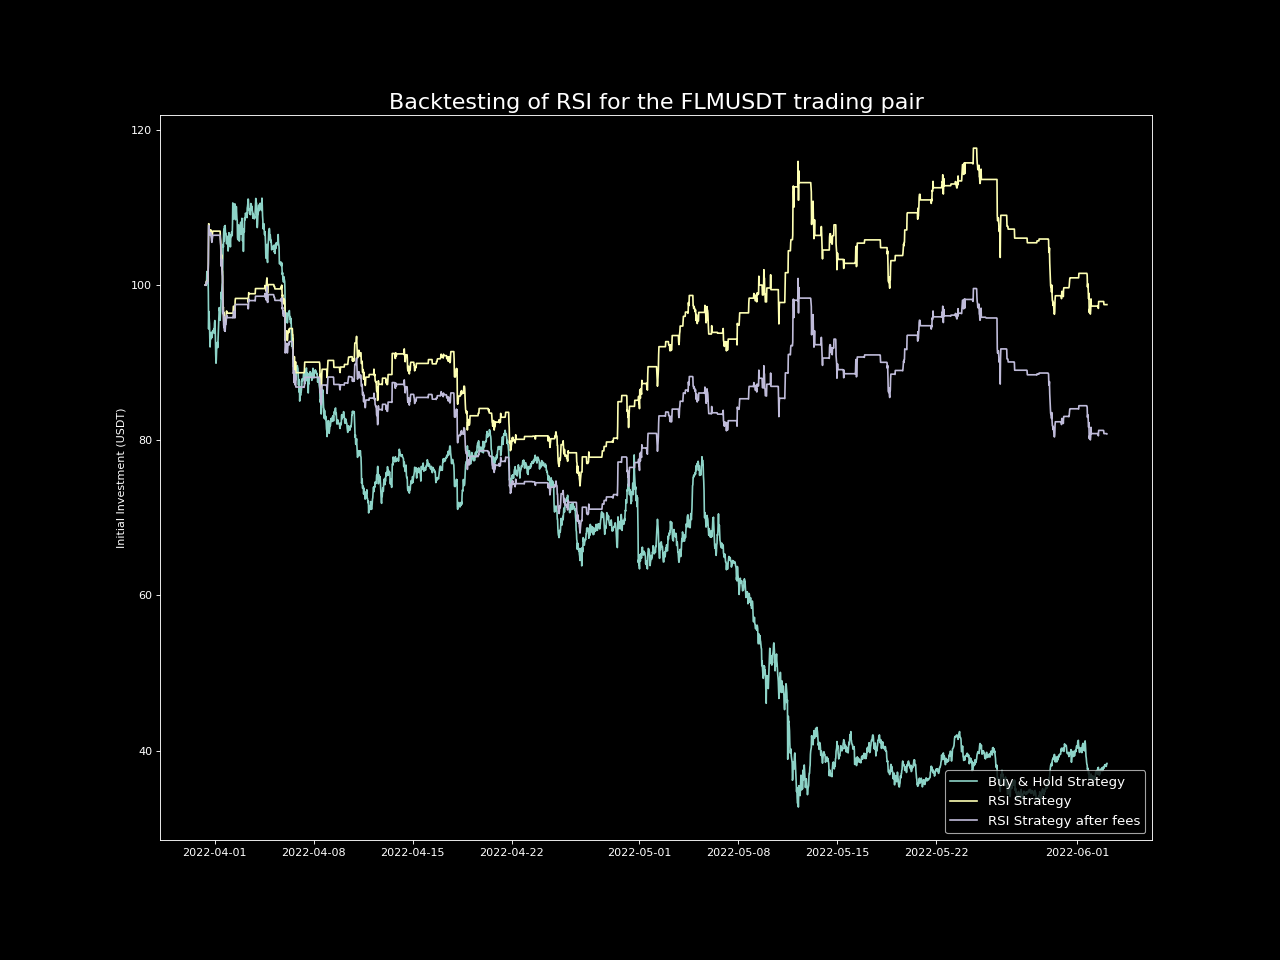 Backtesting of RSI for the FLMUSDT trading pair
120
100
80
60
40
Initial Investment (USDT)
2022-04-01 2022-04-08 2022-04-15 2022-04-22 2022-05-01 2022-05-08 2022-05-15 2022-05-22 2022-06-01
Buy & Hold Strategy
RSI Strategy
RSI Strategy after fees